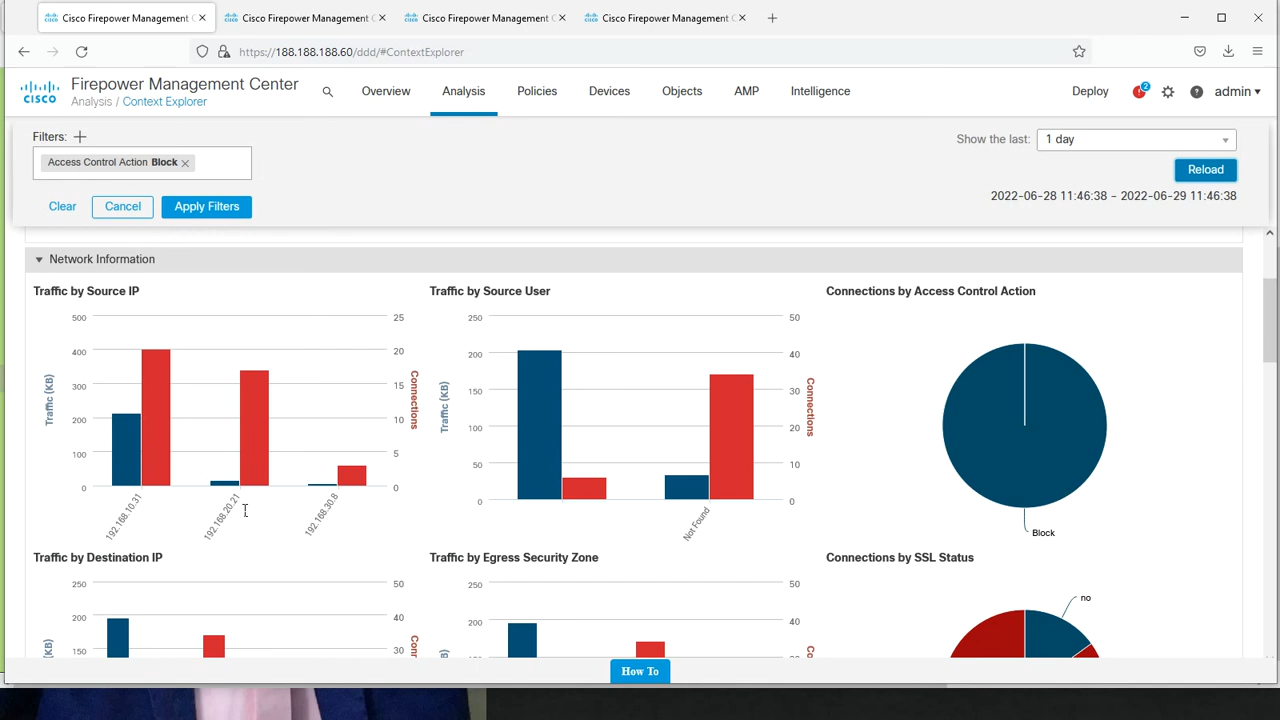 Cisco Firepower Management C
Cisco Firepower Management C
Cisco Firepower Management C
Cisco Firepower Management C
https://188.188.188.60/ddd/#ContextExplorer
Firepower Management Center
CISCO
Analysis / Context Explorer
Overview
Analysis
Policies
Devices
Objects
AMP
Intelligence
Deploy
2
admin
Filters:
Access Control Action Block
Show the last:
1 day
Reload
Clear
Cancel
Apply Filters
2022-06-28 11:46:38 - 2022-06-29 11:46:38
Network Information
Traffic by Source IP
500
400
300
200
100
0
Traffic (KB)
25
20
15
10
5
0
Connections
192.168.10.31
192.168.20.21
192.168.30.8
Traffic by Source User
250
200
150
100
50
0
Traffic (KB)
50
40
30
20
10
0
Connections
Not Found
Connections by Access Control Action
Block
Traffic by Destination IP
250
200
150
(KB)
50
40
30
Traffic by Egress Security Zone
250
200
50
40
Connections by SSL Status
no
How To